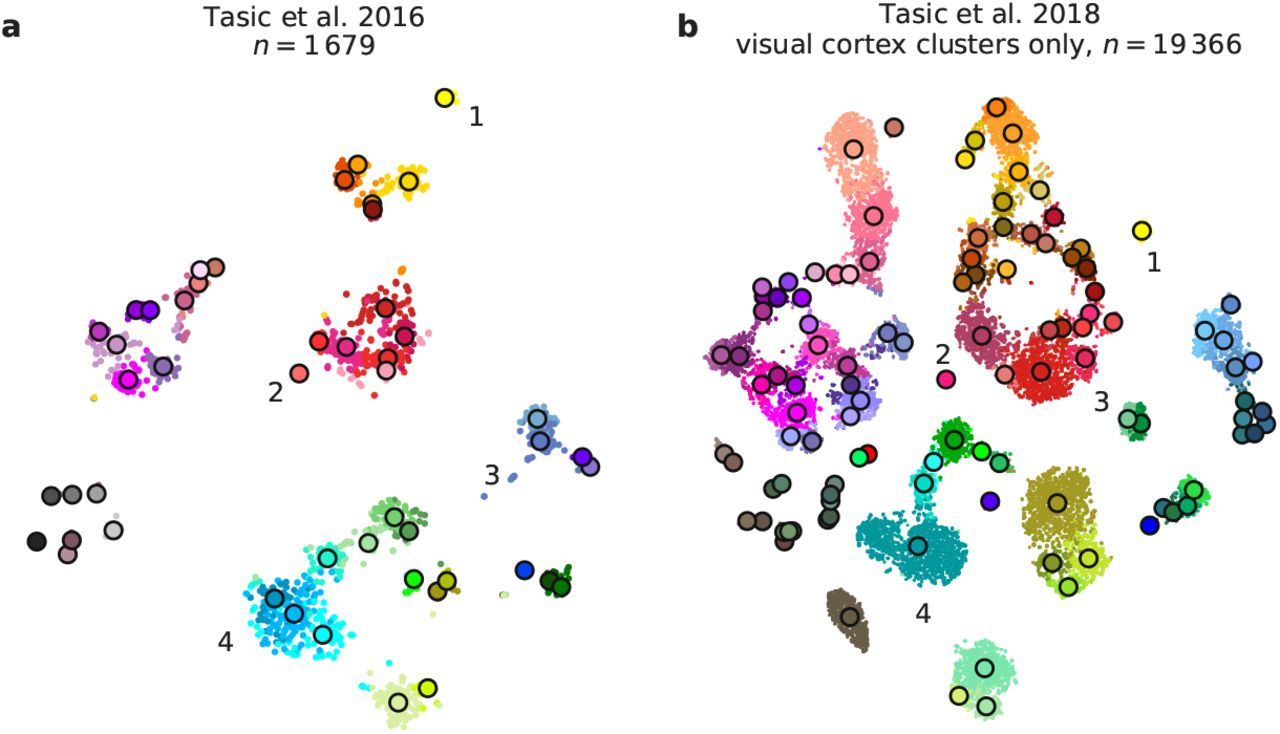 a
Tasic et al. 2016
n = 1 679
1
2
3
4
b
Tasic et al. 2018
visual cortex clusters only, n = 19 366
1
2
3
4